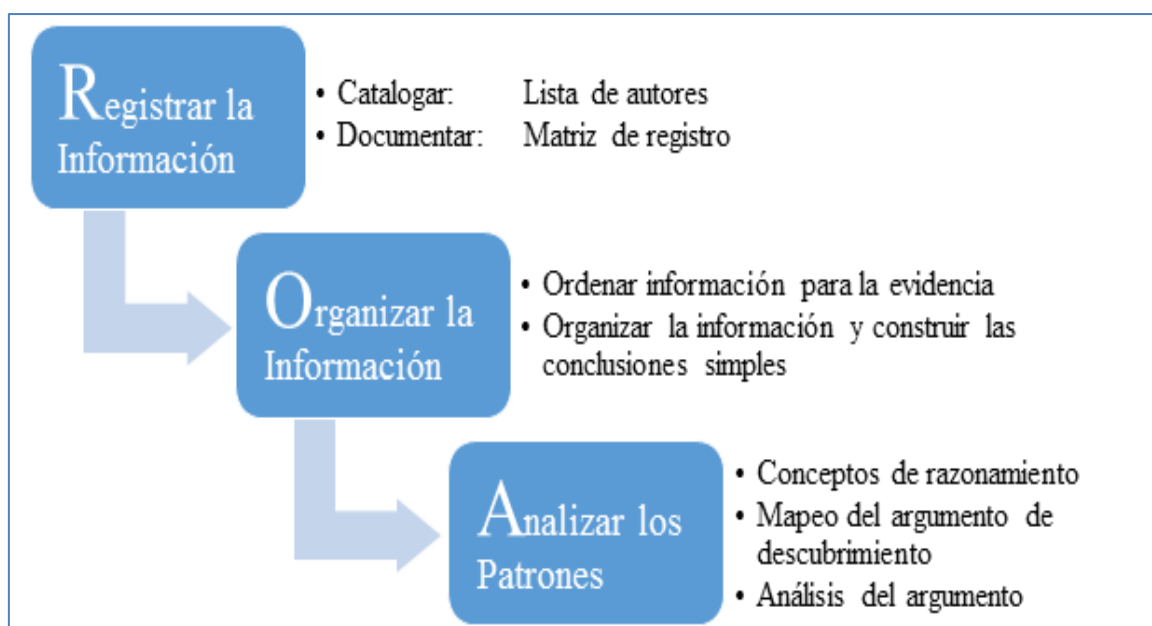 Registrar la
Información
• Catalogar: Lista de autores
• Documentar: Matriz de registro
Organizar la
Información
• Ordenar información para la evidencia
• Organizar la información y construir las
conclusiones simples
Analizar los
Patrones
• Conceptos de razonamiento
• Mapeo del argumento de
descubrimiento
• Análisis del argumento